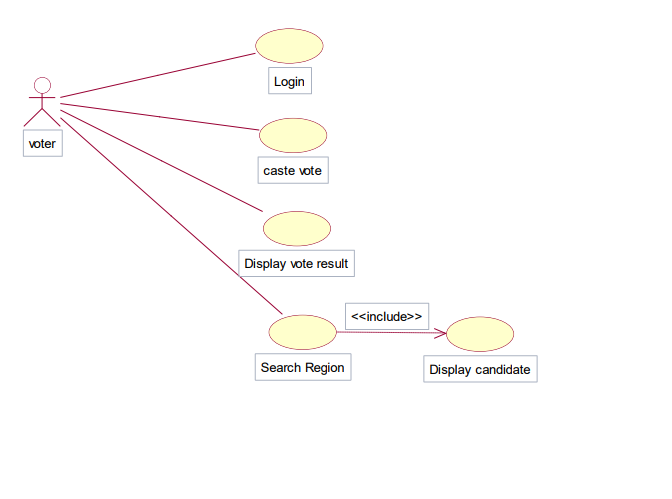 Login
voter
caste vote
Display vote result
<<include>>
Search Region
Display candidate